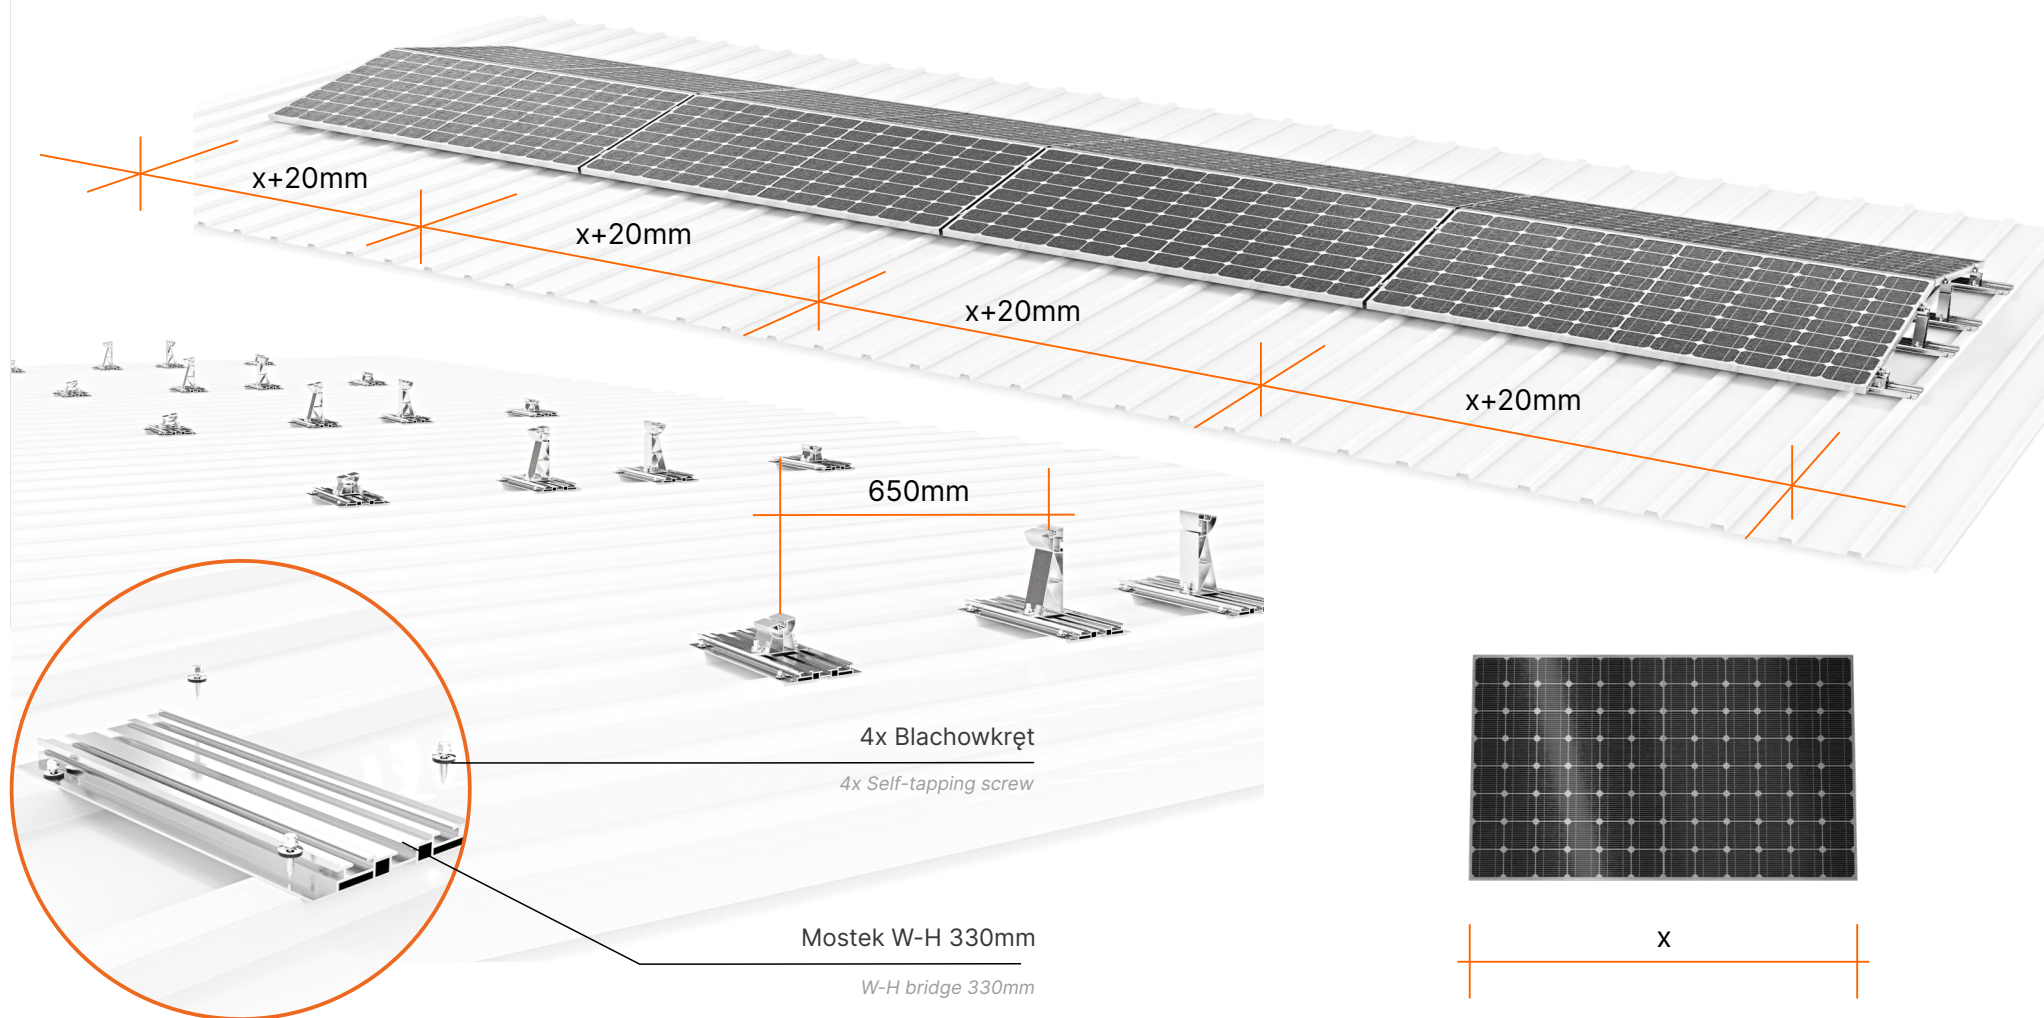 x+20mm
x+20mm
x+20mm
x+20mm
650mm
4x Blachowkręt
4x Self-tapping screw
Mostek W-H 330mm
W-H bridge 330mm
x